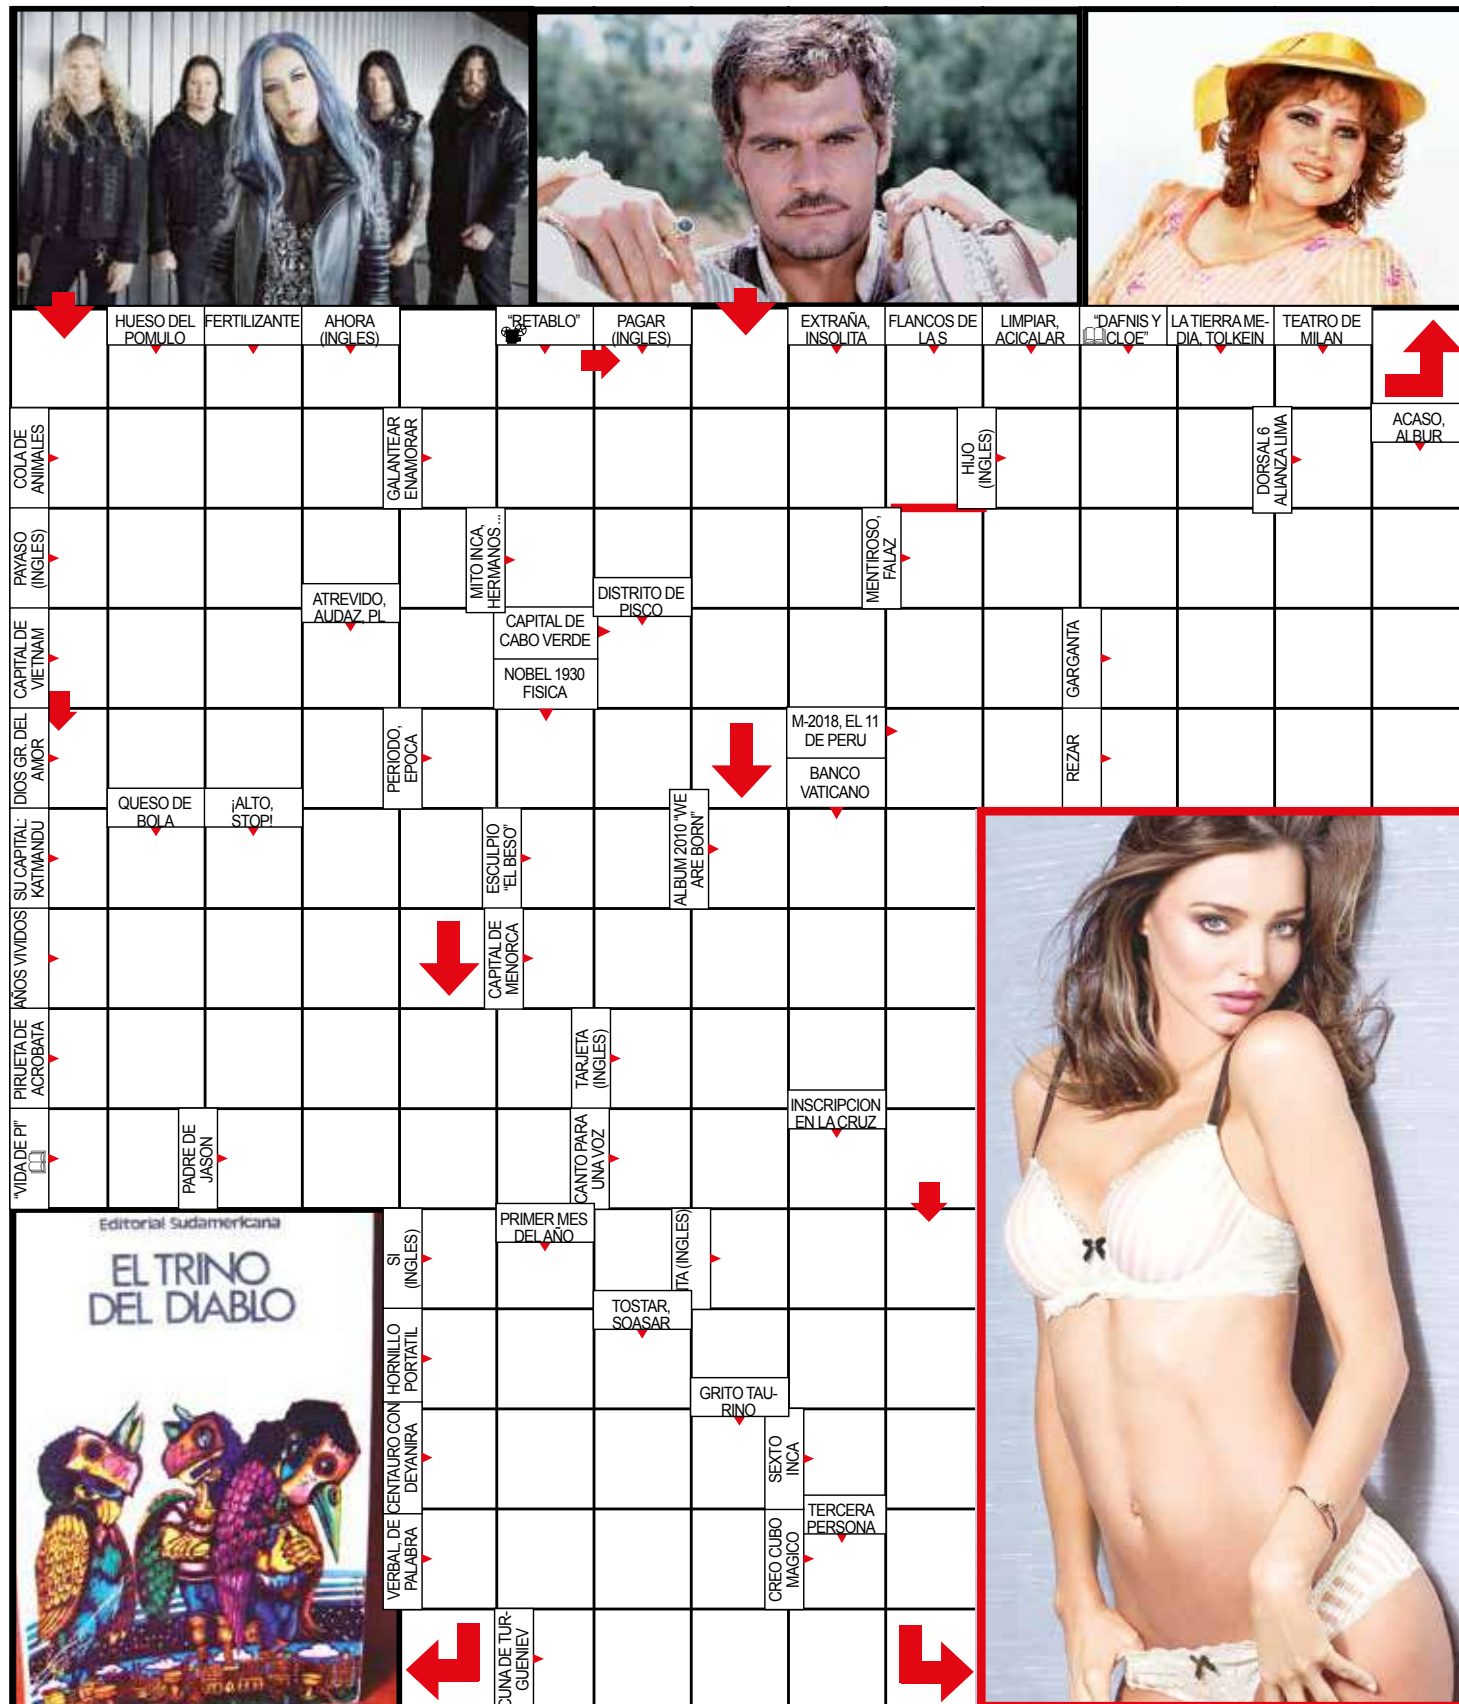 HUESO DEL
POMULO
FERTILIZANTE
AHORA
(INGLES)
"RETABLO"
PAGAR
(INGLES)
EXTRAÑA,
INSOLITA
FLANCOS DE
LA S
LIMPIAR,
ACICALAR
"DAFNIS Y
CLOE"
LA TIERRA ME-
DIA, TOLKEIN
TEATRO DE
MILAN
COLA DE
ANIMALES
GALANTEAR
ENAMORAR
HIJO
(INGLES)
DORSAL 6
ALIANZA LIMA
ACASO,
ALBUR
PAYASO
(INGLES)
ATREVIDO,
AUDAZ, PL
MITO INCA,
HERMANOS ...
DISTRITO DE
PISCO
MENTIROSO,
FALAZ
CAPITAL DE
VIETNAM
CAPITAL DE
CABO VERDE
NOBEL 1930
FISICA
GARGANTA
DIOS GR. DEL
AMOR
PERIODO,
EPOCA
M-2018, EL 11
DE PERU
BANCO
VATICANO
REZAR
QUESO DE
BOLA
¡ALTO,
STOP!
SU CAPITAL:
KATMANDU
ESCULPIO
"EL BESO"
ALBUM 2010 "WE
ARE BORN"
AÑOS VIVIDOS
CAPITAL DE
MENORCA
PIRUETA DE
ACROBATA
TARJETA
(INGLES)
INSCRIPCION
EN LA CRUZ
"VIDA DE PI"
PADRE DE
JASON
CANTO PARA
UNA VOZ
Editorial Sudamericana
EL TRINO
DEL DIABLO
SI
(INGLES)
PRIMER MES
DEL AÑO
ITA (INGLES)
TOSTAR,
SOASAR
HORNILLO
PORTATIL
GRITO TAU-
RINO
CENTAURO CON
DEYANIRA
SEXTO
INCA
TERCERA
PERSONA
VERBAL, DE
PALABRA
CREO CUBO
MAGICO
CUNA DE TUR-
GUENIEV